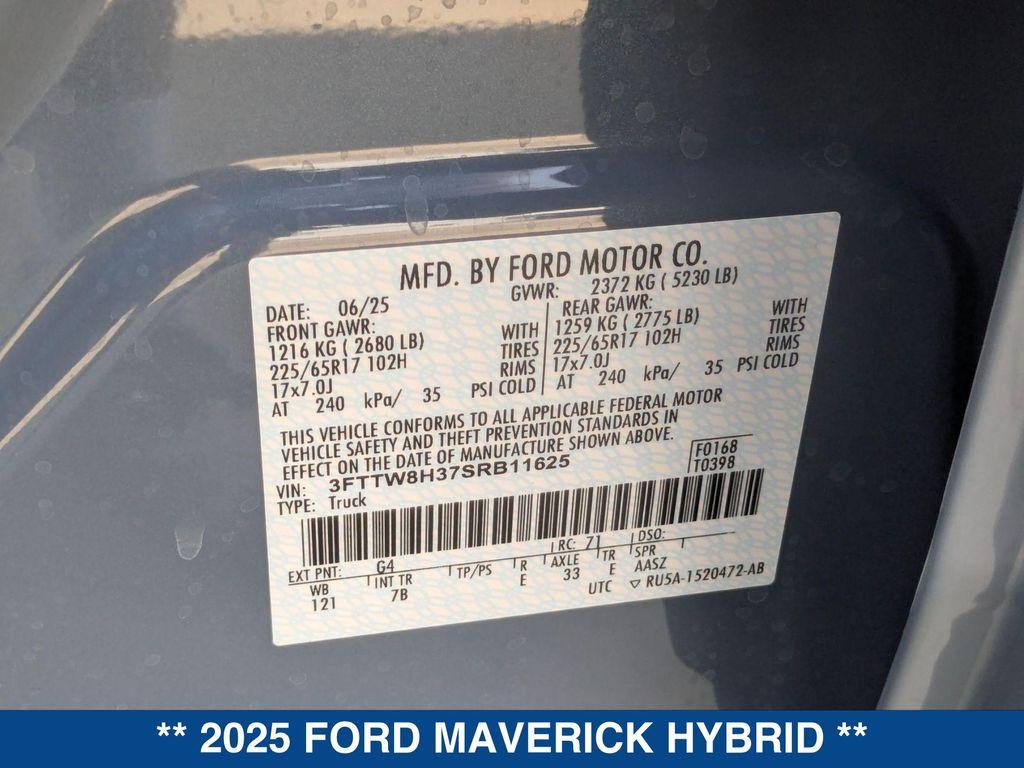 MFD. BY FORD MOTOR CO.
DATE: 06/25 GVWR: 2372 KG ( 5230 LB)
FRONT GAWR: WITH REAR GAWR: WITH
1216 KG ( 2680 LB) TIRES 1259 KG ( 2775 LB) TIRES
225/65R17 102H RIMS 225/65R17 102H RIMS
17x7.0J 17x7.0J
AT 240 kPa/ 35 PSI COLD AT 240 kPa/ 35 PSI COLD
THIS VEHICLE CONFORMS TO ALL APPLICABLE FEDERAL MOTOR
VEHICLE SAFETY AND THEFT PREVENTION STANDARDS IN
EFFECT ON THE DATE OF MANUFACTURE SHOWN ABOVE.
VIN: 3FTTW8H37SRB11625 F0168
TYPE: Truck T0398
EXT PNT: G4 RC: 71 DSO:
WB INT TR TP/PS R AXLE TR SPR
121 7B E 33 E AASZ
UTC ▽ RU5A-1520472-AB
** 2025 FORD MAVERICK HYBRID **